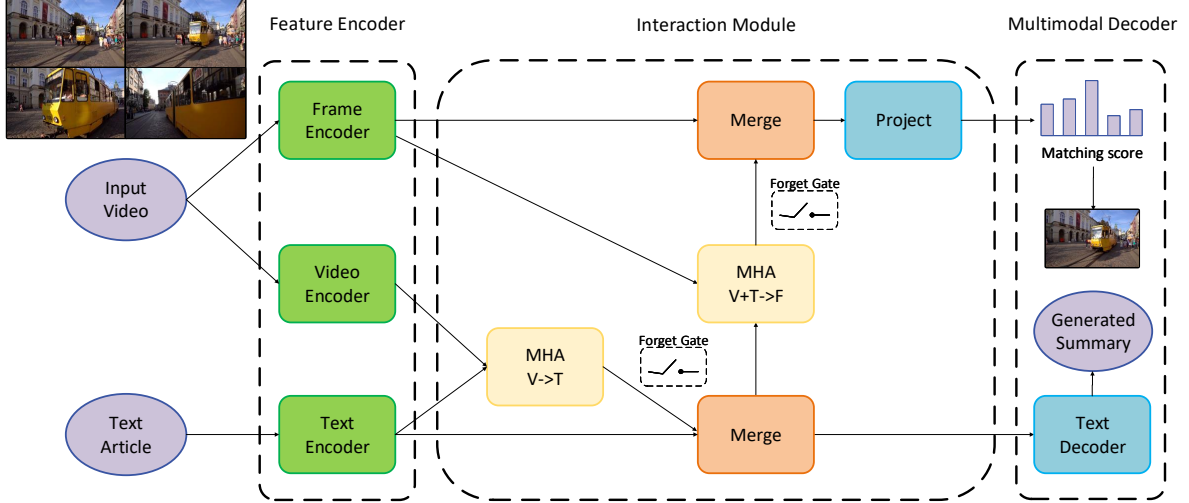 Feature Encoder
Interaction Module
Multimodal Decoder
Frame
Encoder
Merge
Project
Matching score
Input
Video
Forget Gate
Video
Encoder
MHA
V+T->F
Generated
Summary
Forget Gate
MHA
V->T
Text
Article
Text
Encoder
Merge
Text
Decoder